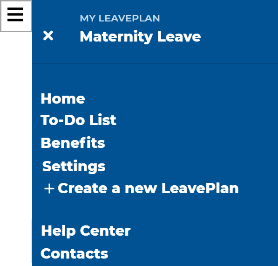 MY LEAVEPLAN
Maternity Leave
Home
To-Do List
Benefits
Settings
+ Create a new LeavePlan
Help Center
Contacts